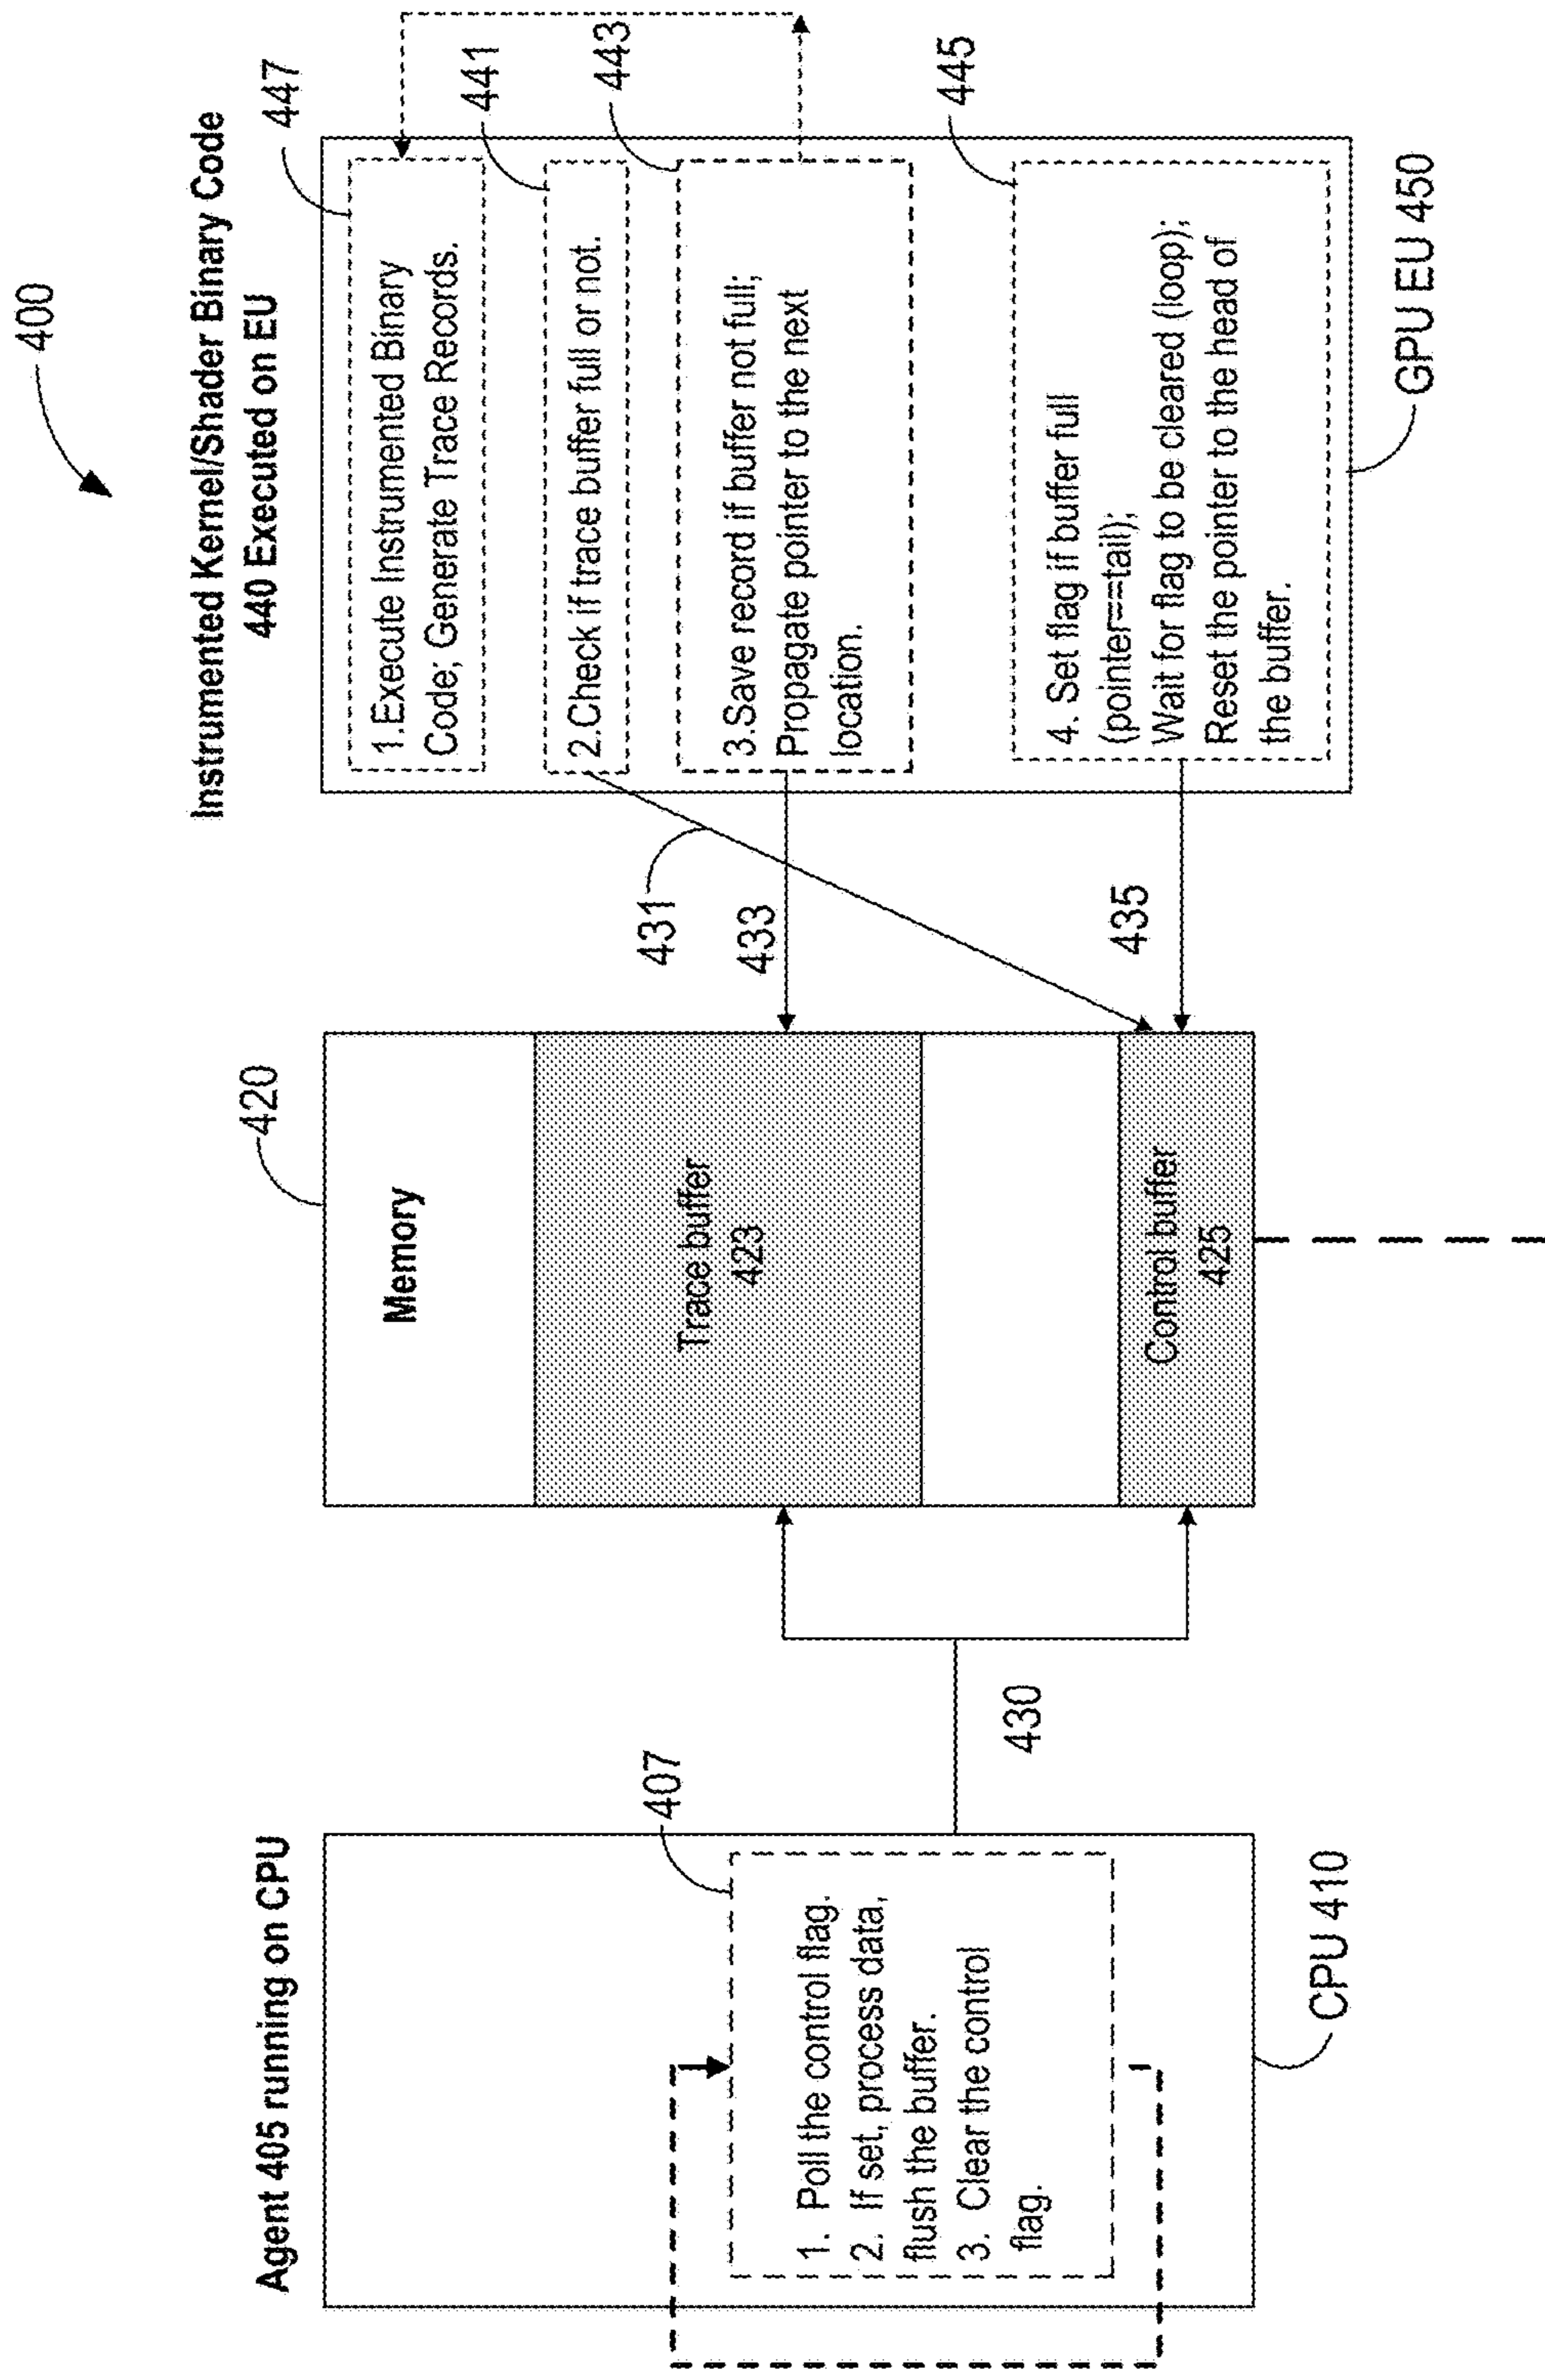 400
Agent 405 running on CPU
407
1. Poll the control flag.
2. If set, process data,
flush the buffer.
3. Clear the control
flag.
CPU 410
430
420
Memory
Trace buffer
423
Control buffer
425
431
433
435
Instrumented Kernel/Shader Binary Code
440 Executed on EU
447
1.Execute Instrumented Binary
Code; Generate Trace Records.
441
2.Check if trace buffer full or not.
443
3.Save record if buffer not full;
Propagate pointer to the next
location.
445
4. Set flag if buffer full
(pointer==tail);
Wait for flag to be cleared (loop);
Reset the pointer to the head of
the buffer.
GPU EU 450